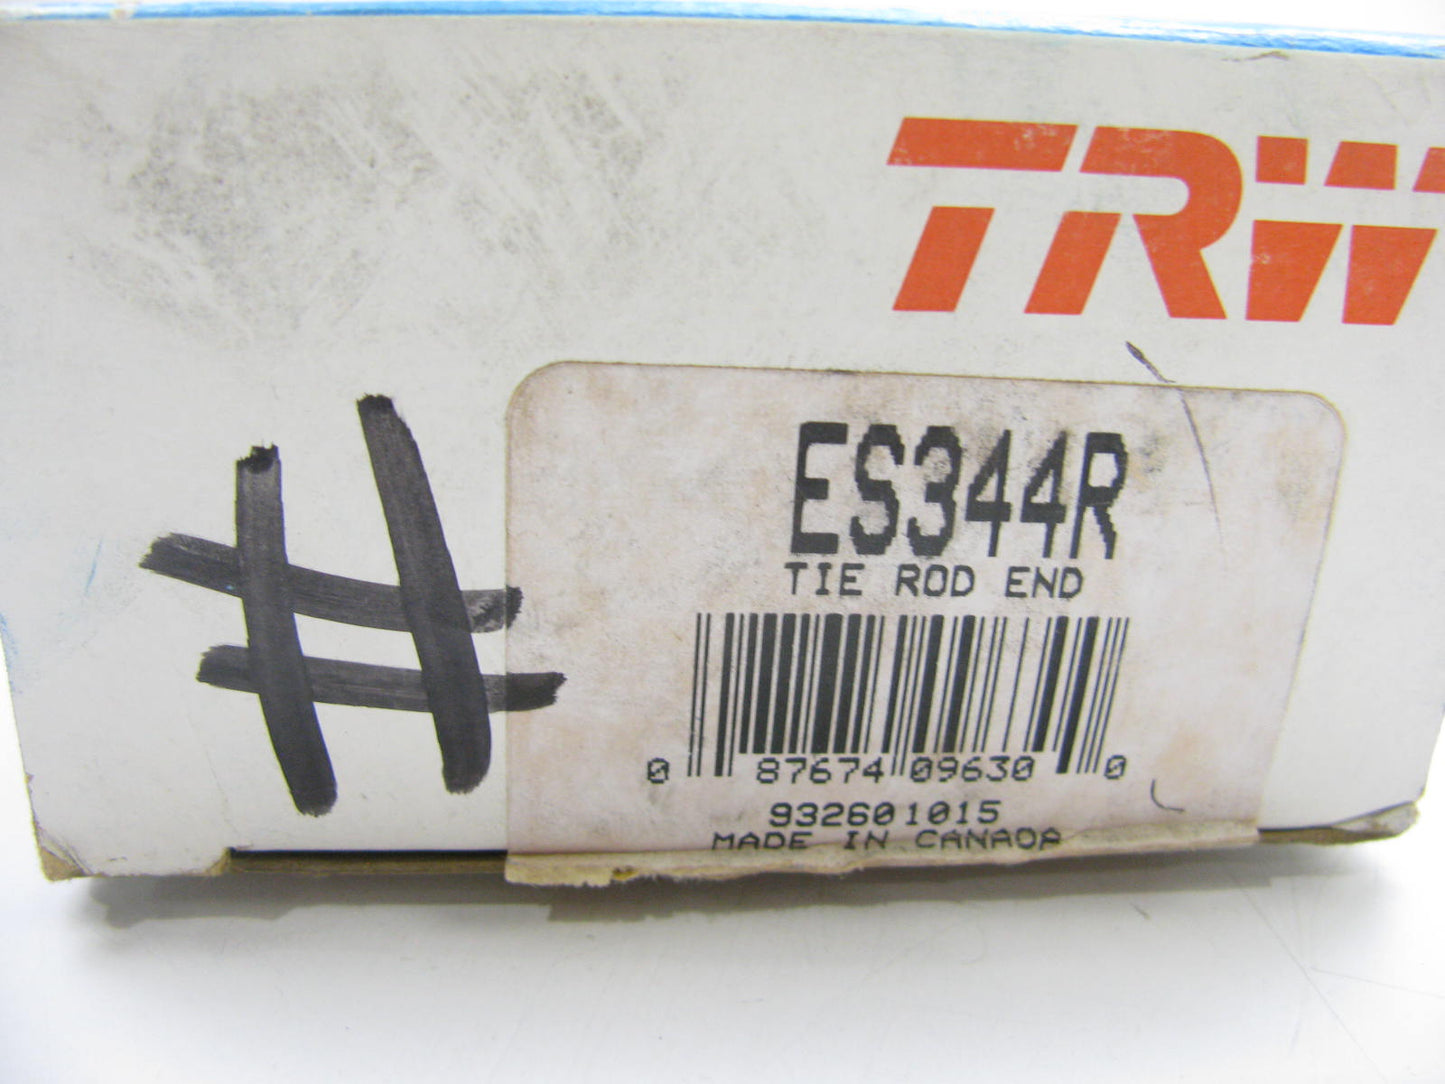 TRW
#
ES344R
TIE ROD END
0 87674 09630 0
932601015
MADE IN CANADA